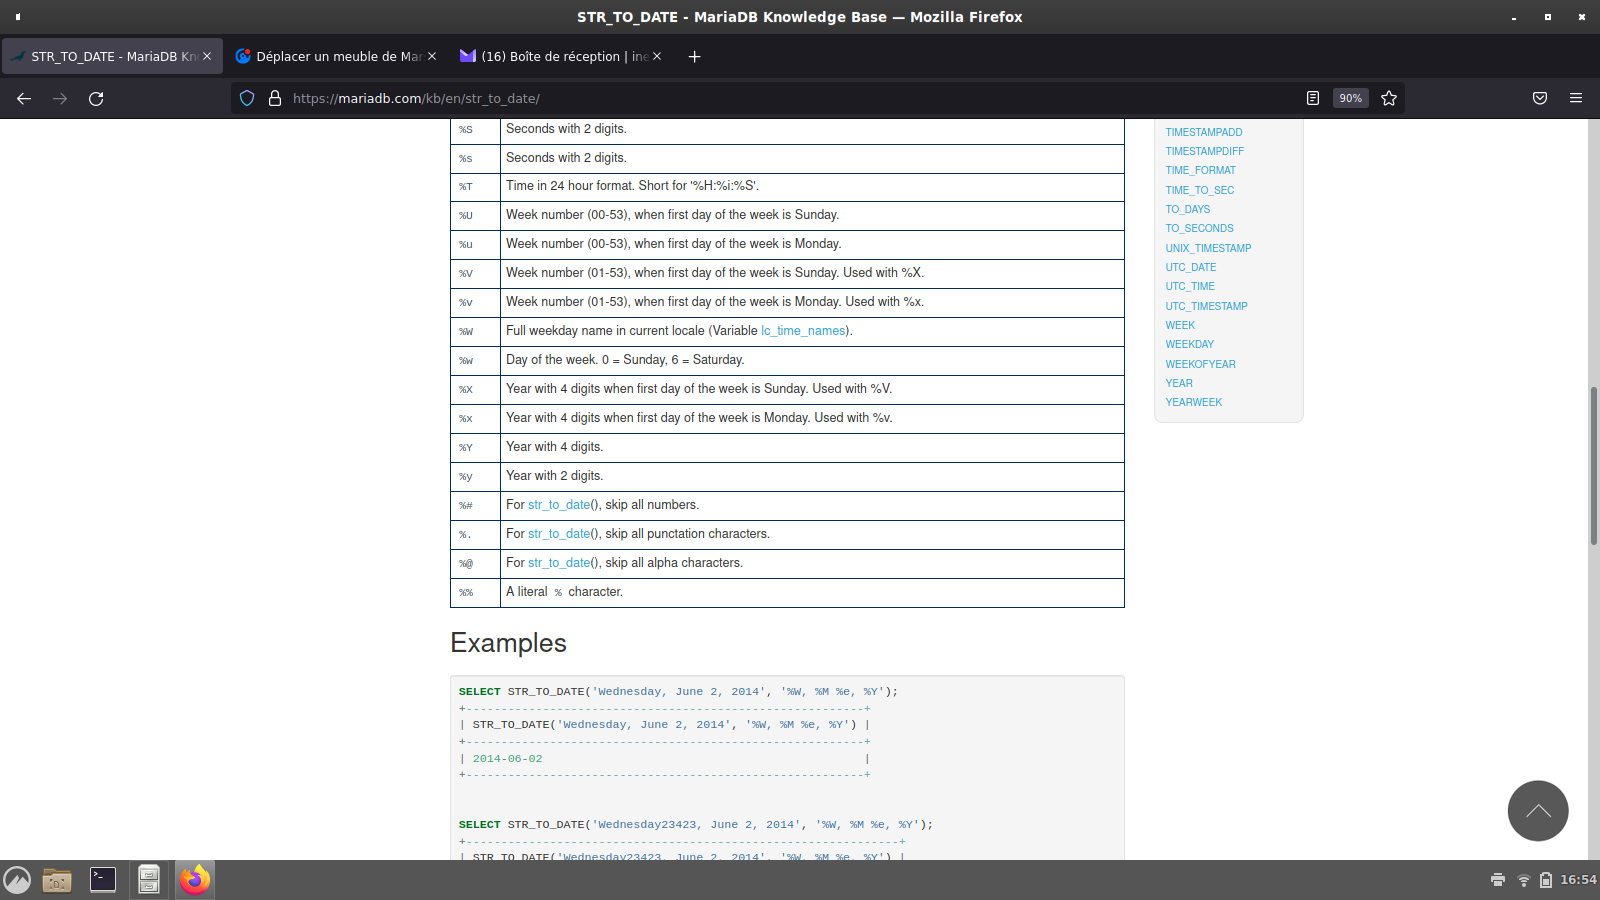 STR_TO_DATE - MariaDB Knowledge Base — Mozilla Firefox
STR_TO_DATE - MariaDB Kn
Déplacer un meuble de Mar
(16) Boîte de réception | ine
https://mariadb.com/kb/en/str_to_date/
90%
%S Seconds with 2 digits.
%s Seconds with 2 digits.
%T Time in 24 hour format. Short for '%H:%i:%S'.
%U Week number (00-53), when first day of the week is Sunday.
%u Week number (00-53), when first day of the week is Monday.
%V Week number (01-53), when first day of the week is Sunday. Used with %X.
%v Week number (01-53), when first day of the week is Monday. Used with %x.
%W Full weekday name in current locale (Variable lc_time_names).
%w Day of the week. 0 = Sunday, 6 = Saturday.
%X Year with 4 digits when first day of the week is Sunday. Used with %V.
%x Year with 4 digits when first day of the week is Monday. Used with %v.
%Y Year with 4 digits.
%y Year with 2 digits.
%# For str_to_date(), skip all numbers.
%. For str_to_date(), skip all punctation characters.
%@ For str_to_date(), skip all alpha characters.
%% A literal % character.
TIMESTAMPADD
TIMESTAMPDIFF
TIME_FORMAT
TIME_TO_SEC
TO_DAYS
TO_SECONDS
UNIX_TIMESTAMP
UTC_DATE
UTC_TIME
UTC_TIMESTAMP
WEEK
WEEKDAY
WEEKOFYEAR
YEAR
YEARWEEK
Examples
SELECT STR_TO_DATE('Wednesday, June 2, 2014', '%W, %M %e, %Y');
+---------------------------------------------------------+
| STR_TO_DATE('Wednesday, June 2, 2014', '%W, %M %e, %Y') |
+---------------------------------------------------------+
| 2014-06-02                                              |
+---------------------------------------------------------+
SELECT STR_TO_DATE('Wednesday23423, June 2, 2014', '%W, %M %e, %Y');
+--------------------------------------------------------------+
| STR_TO_DATE('Wednesday23423, June 2, 2014', '%W, %M %e, %Y') |
16:54